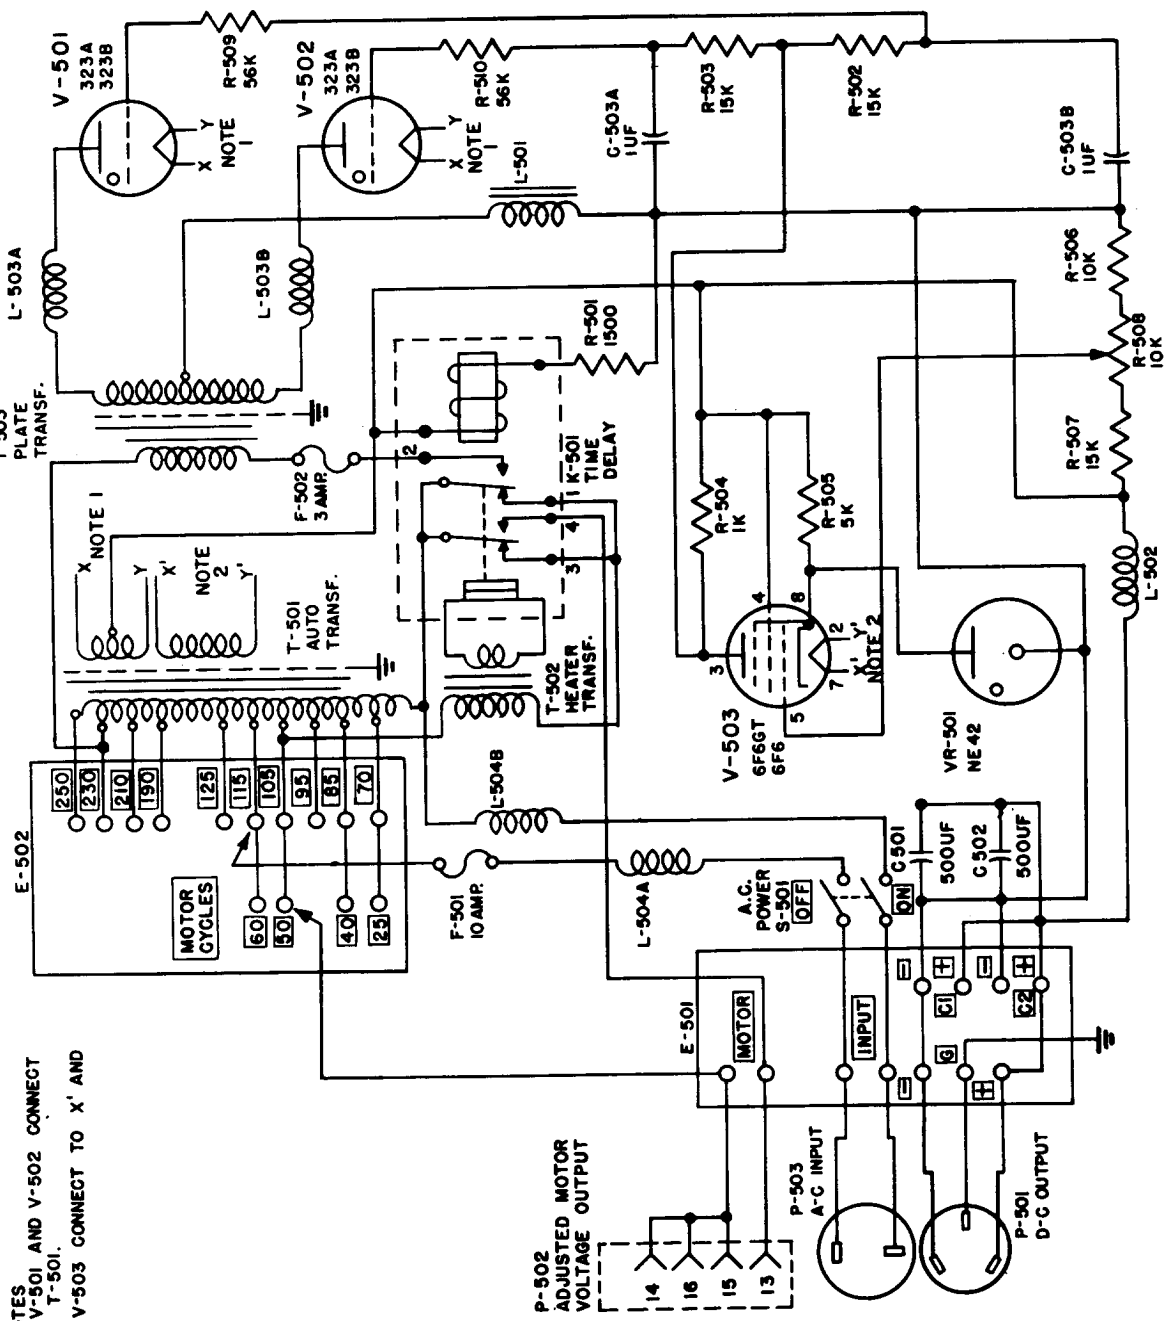 V-501
323A
323B
R-509
56K
X
Y
NOTE
1
V-502
323A
323B
R-510
56K
X
Y
NOTE
1
L-503A
L-503B
L-501
C-503A
1UF
R-503
15K
R-502
15K
C-503B
1UF
PLATE
TRANSF.
F-502
3 AMP.
R-501
1500
2
1
4
3
K-501
TIME
DELAY
R-506
10K
R-508
10K
R-507
15K
L-502
X
NOTE 1
Y
X'
NOTE
2
Y'
T-501
AUTO
TRANSF.
T-502
HEATER
TRANSF.
R-504
1K
R-505
5K
3
4
8
5
7
2
X'
Y'
NOTE 2
V-503
6F6GT
6F6
VR-501
NE42
E-502
250
230
210
190
125
115
105
95
85
70
MOTOR
CYCLES
60
50
40
25
F-501
10 AMP.
L-504B
L-504A
A.C.
POWER
S-501
OFF
ON
C501
500UF
C502
500UF
E-501
MOTOR
INPUT
-
G
+
-
C1
+
-
C2
+
V-501 AND V-502 CONNECT
T-501.
V-503 CONNECT TO X' AND
P-502
ADJUSTED MOTOR
VOLTAGE OUTPUT
14
16
15
13
P-503
A-C INPUT
P-501
D-C OUTPUT